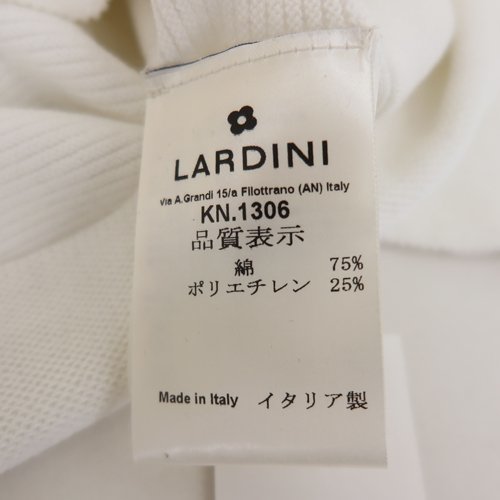 LARDINI
Via A.Grandi 15/a Filottrano (AN) Italy
KN.1306
品質表示
綿 75%
ポリエチレン 25%
Made in Italy イタリア製